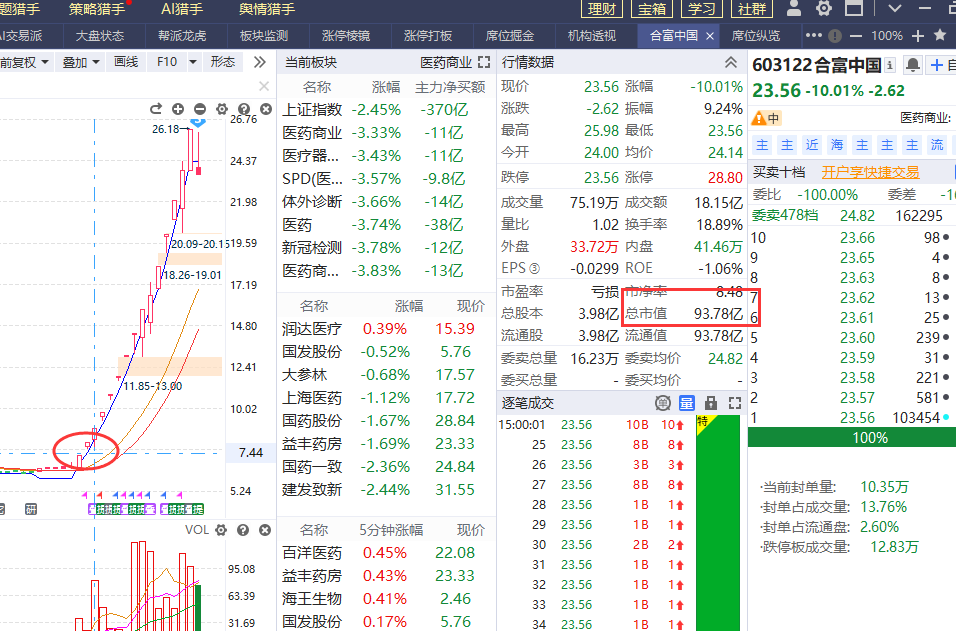 题猎手 策略猎手 AI猎手 舆情猎手 理财 宝箱 学习 社群
AI交易派 大盘状态 帮派龙虎 板块监测 涨停棱镜 涨停打板 席位掘金 机构透视 合富中国 × 席位纵览 ••• 100%
前复权 叠加 画线 F10 形态 »
26.76
26.18
24.37
21.98
20.09-20.15
19.59
18.26-19.01
17.19
14.80
12.41
11.85-13.00
10.02
7.44
5.24
研
VOL
95.08
63.39
31.69
当前板块 医药商业
名称 涨幅 主力净买额
上证指数 -2.45% -370亿
医药商业 -3.33% -11亿
医疗器... -3.43% -11亿
SPD(医... -3.57% -9.8亿
体外诊断 -3.66% -14亿
医药 -3.74% -38亿
新冠检测 -3.78% -12亿
医药商... -3.83% -13亿
名称 涨幅 现价
润达医疗 0.39% 15.39
国发股份 -0.52% 5.76
大参林 -0.68% 17.57
上海医药 -1.12% 17.72
国药股份 -1.67% 28.84
益丰药房 -1.69% 23.33
国药一致 -2.36% 24.84
建发致新 -2.44% 31.55
名称 5分钟涨幅 现价
百洋医药 0.45% 22.08
益丰药房 0.43% 23.33
海王生物 0.41% 2.46
国发股份 0.17% 5.76
行情数据
现价 23.56 涨幅 -10.01%
涨跌 -2.62 振幅 9.24%
最高 25.98 最低 23.56
今开 24.00 均价 24.14
跌停 23.56 涨停 28.80
成交量 75.19万 成交额 18.15亿
量比 1.02 换手率 18.89%
外盘 33.72万 内盘 41.46万
EPS③ -0.0299 ROE -1.06%
市盈率 亏损 市净率 8.48
总股本 3.98亿 总市值 93.78亿
流通股 3.98亿 流通值 93.78亿
委卖总量 16.23万 委卖均价 24.82
委买总量 - 委买均价 -
逐笔成交 单 量
15:00:01 23.56 10B 10
25 23.56 8B 8
26 23.56 3B 3
27 23.56 8B 8
28 23.56 1B 1
29 23.56 1B 1
30 23.56 2B 2
31 23.56 1B 1
32 23.56 1B 1
33 23.56 1B 1
34 23.56 1B 1
特
603122合富中国 自
23.56 -10.01% -2.62
中 医药商业:
主 主 近 海 主 主 主 流
买卖十档 开户享快捷交易
委比 -100.00% 委差
委卖478档 24.82 162295
10 23.66 98
9 23.65 4
8 23.63 8
7 23.62 13
6 23.61 25
5 23.60 239
4 23.59 31
3 23.58 221
2 23.57 581
1 23.56 103454
100%
·当前封单量: 10.35万
·封单占成交量: 13.76%
·封单占流通盘: 2.60%
·跌停板成交量: 12.83万